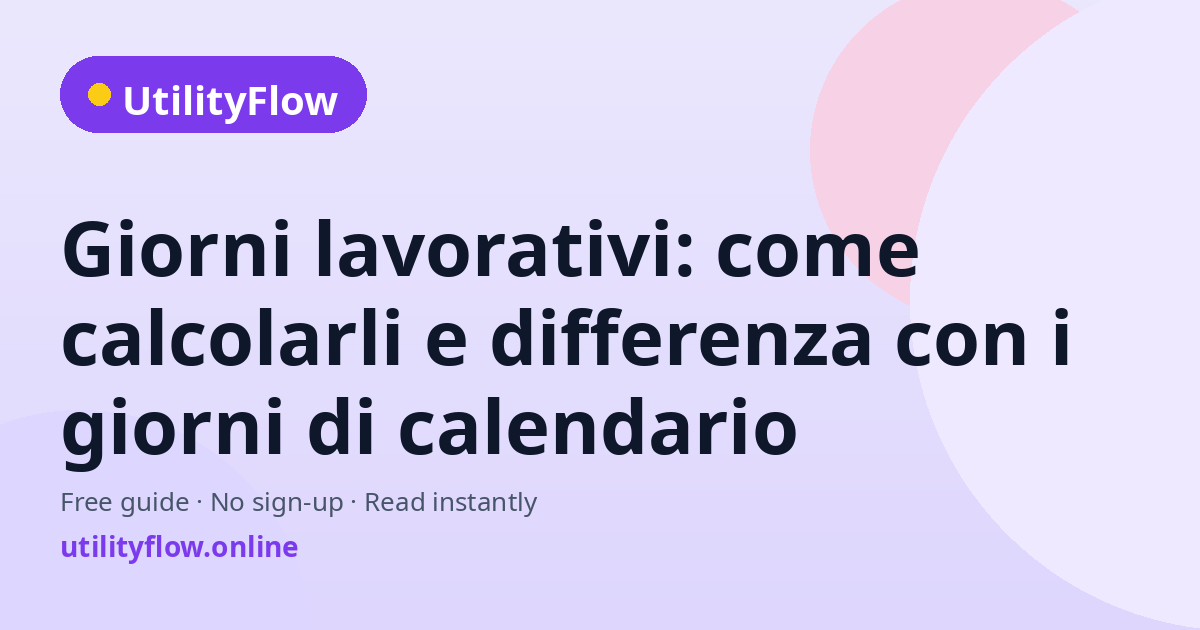 UtilityFlow
Giorni lavorativi: come
calcolarli e differenza con i
giorni di calendario
Free guide · No sign-up · Read instantly
utilityflow.online